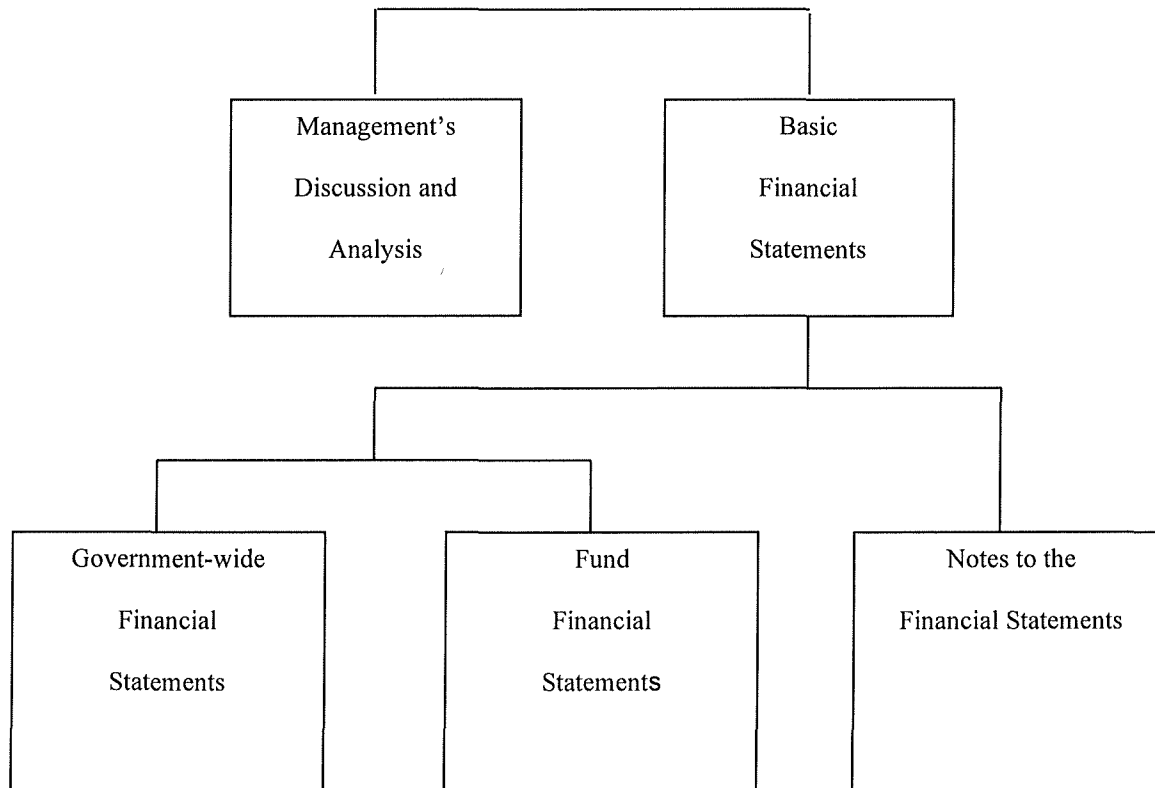 Management’s
Discussion and
Analysis
Basic
Financial
Statements
Government-wide
Financial
Statements
Fund
Financial
Statements
Notes to the
Financial Statements